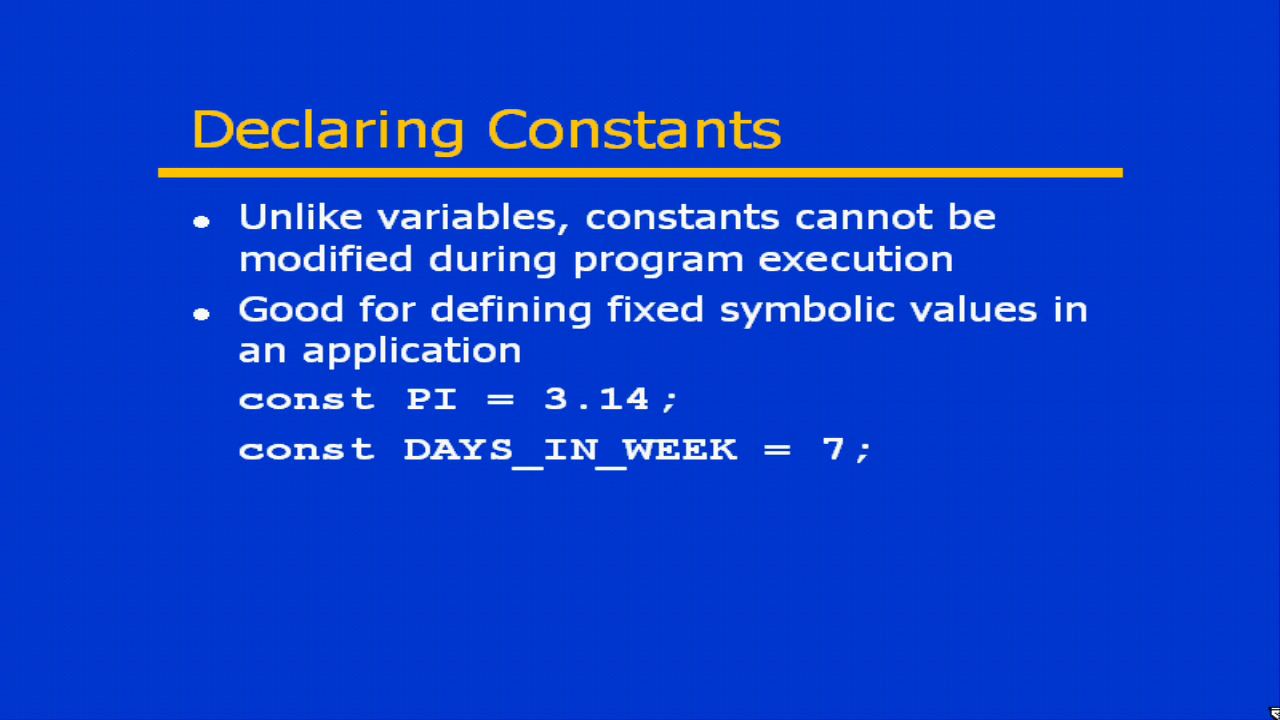 Declaring Constants
• Unlike variables, constants cannot be
modified during program execution
• Good for defining fixed symbolic values in
an application
const PI = 3.14;
const DAYS_IN_WEEK = 7;